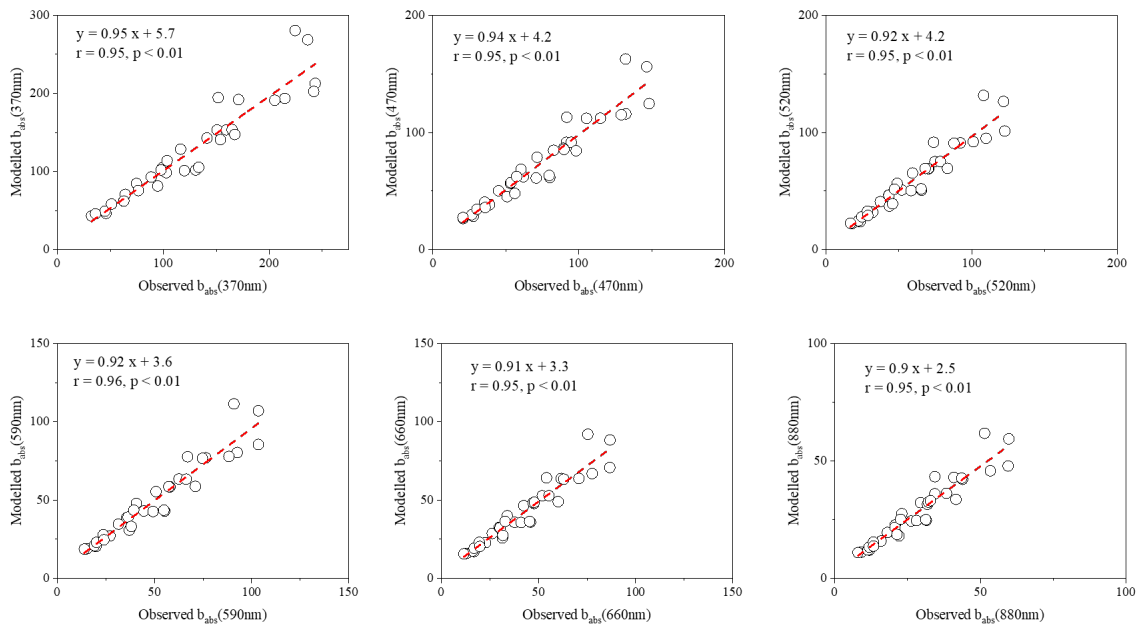 y = 0.95 x + 5.7
r = 0.95, p < 0.01
Modelled b_abs(370nm)
300
200
100
0
0
100
200
Observed b_abs(370nm)
y = 0.94 x + 4.2
r = 0.95, p < 0.01
Modelled b_abs(470nm)
200
100
0
0
100
200
Observed b_abs(470nm)
y = 0.92 x + 4.2
r = 0.95, p < 0.01
Modelled b_abs(520nm)
200
100
0
0
100
200
Observed b_abs(520nm)
y = 0.92 x + 3.6
r = 0.96, p < 0.01
Modelled b_abs(590nm)
150
100
50
0
0
50
100
150
Observed b_abs(590nm)
y = 0.91 x + 3.3
r = 0.95, p < 0.01
Modelled b_abs(660nm)
150
100
50
0
0
50
100
150
Observed b_abs(660nm)
y = 0.9 x + 2.5
r = 0.95, p < 0.01
Modelled b_abs(880nm)
100
50
0
0
50
100
Observed b_abs(880nm)